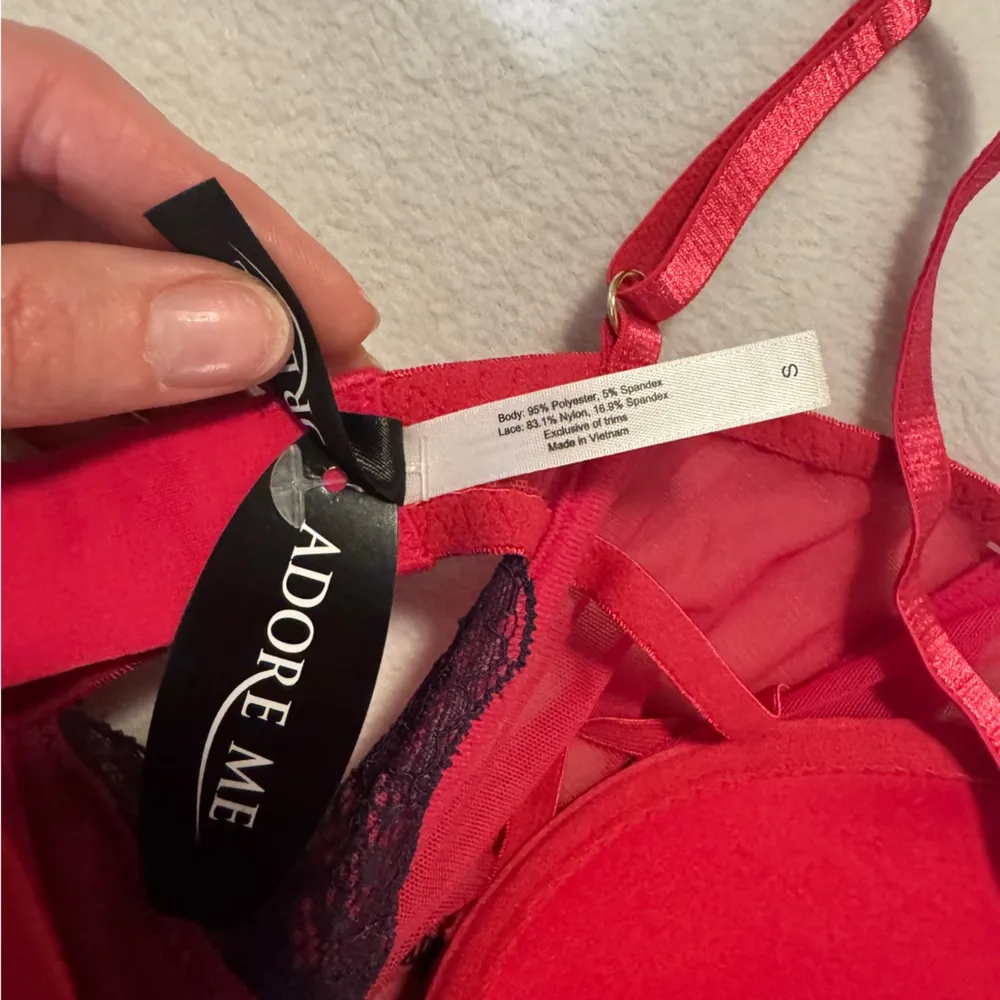 ADORE ME
Body: 95% Polyester, 5% Spandex
Lace: 83.1% Nylon, 16.9% Spandex
Exclusive of trims
Made in Vietnam
S